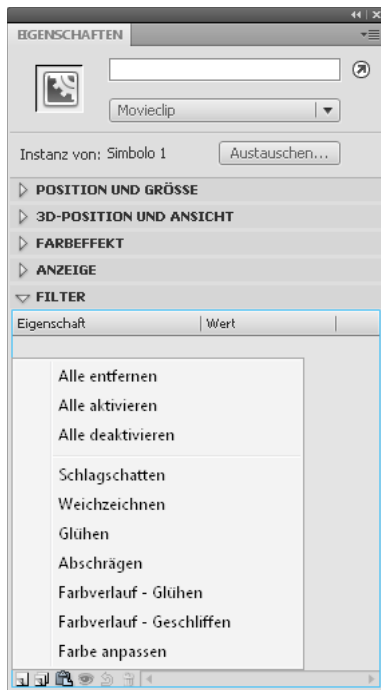 EIGENSCHAFTEN
Movieclip
Instanz von: Simbolo 1 Austauschen...
POSITION UND GRÖSSE
3D-POSITION UND ANSICHT
FARBEFFEKT
ANZEIGE
FILTER
Eigenschaft Wert
Alle entfernen
Alle aktivieren
Alle deaktivieren
Schlagschatten
Weichzeichnen
Glühen
Abschrägen
Farbverlauf - Glühen
Farbverlauf - Geschliffen
Farbe anpassen